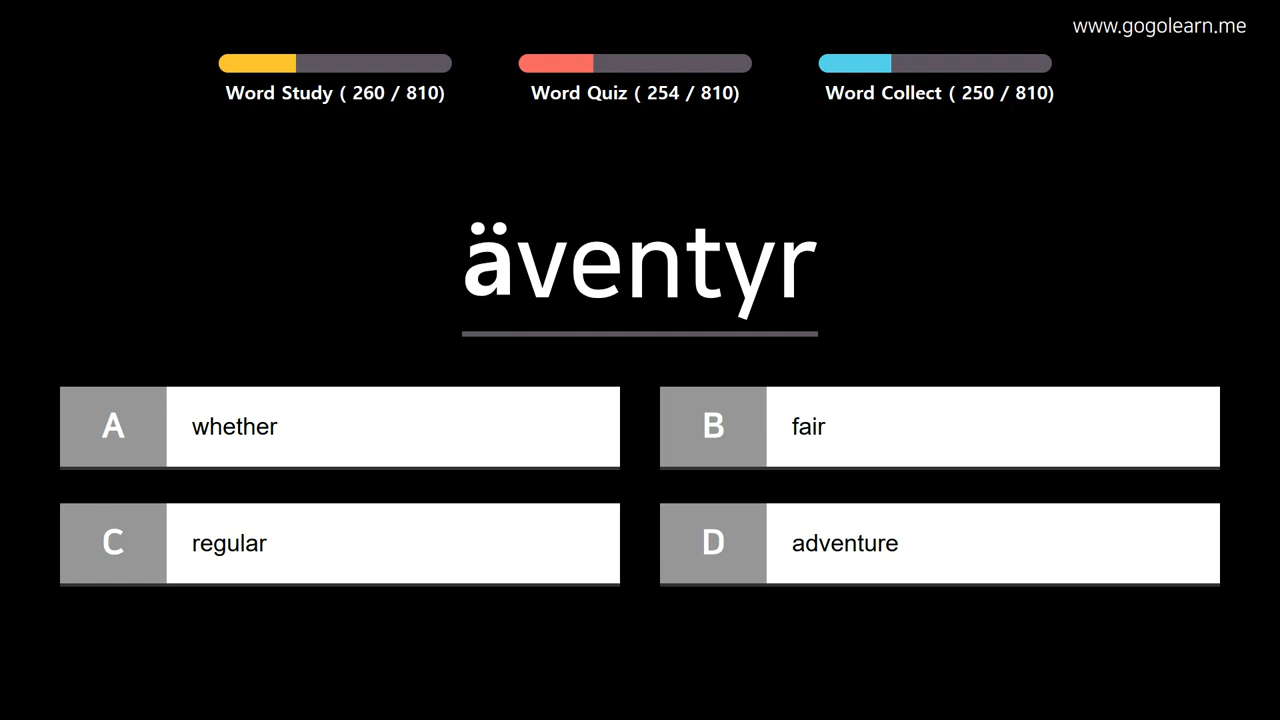 www.gogolearn.me
Word Study ( 260 / 810)
Word Quiz ( 254 / 810)
Word Collect ( 250 / 810)
äventyr
A whether
B fair
C regular
D adventure